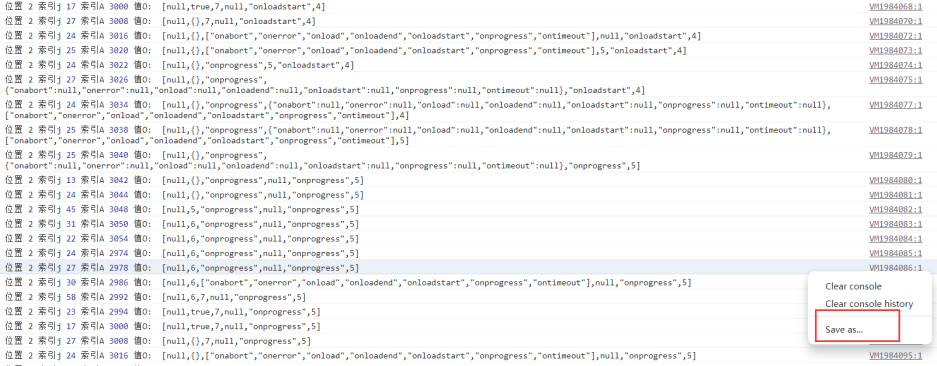 位置 2 索引j 17 索引A 3000 值O: [null,true,7,null,"onloadstart",4] VM1984068:1
位置 2 索引j 27 索引A 3008 值O: [null,{},7,null,"onloadstart",4] VM1984070:1
位置 2 索引j 24 索引A 3016 值O: [null,{},["onabort","onerror","onload","onloadend","onloadstart","onprogress","ontimeout"],null,"onloadstart",4] VM1984072:1
位置 2 索引j 25 索引A 3020 值O: [null,{},["onabort","onerror","onload","onloadend","onloadstart","onprogress","ontimeout"],5,"onloadstart",4] VM1984073:1
位置 2 索引j 24 索引A 3022 值O: [null,{},"onprogress",5,"onloadstart",4] VM1984074:1
位置 2 索引j 27 索引A 3026 值O: [null,{},"onprogress", VM1984075:1
{"onabort":null,"onerror":null,"onload":null,"onloadend":null,"onloadstart":null,"onprogress":null,"ontimeout":null},"onloadstart",4]
位置 2 索引j 24 索引A 3034 值O: [null,{},"onprogress",{"onabort":null,"onerror":null,"onload":null,"onloadend":null,"onloadstart":null,"onprogress":null,"ontimeout":null}, VM1984077:1
["onabort","onerror","onload","onloadend","onloadstart","onprogress","ontimeout"],4]
位置 2 索引j 25 索引A 3038 值O: [null,{},"onprogress",{"onabort":null,"onerror":null,"onload":null,"onloadend":null,"onloadstart":null,"onprogress":null,"ontimeout":null}, VM1984078:1
["onabort","onerror","onload","onloadend","onloadstart","onprogress","ontimeout"],5]
位置 2 索引j 25 索引A 3040 值O: [null,{},"onprogress", VM1984079:1
{"onabort":null,"onerror":null,"onload":null,"onloadend":null,"onloadstart":null,"onprogress":null,"ontimeout":null},"onprogress",5]
位置 2 索引j 13 索引A 3042 值O: [null,{},"onprogress",null,"onprogress",5] VM1984080:1
位置 2 索引j 24 索引A 3044 值O: [null,{},"onprogress",null,"onprogress",5] VM1984081:1
位置 2 索引j 45 索引A 3048 值O: [null,5,"onprogress",null,"onprogress",5] VM1984082:1
位置 2 索引j 31 索引A 3050 值O: [null,6,"onprogress",null,"onprogress",5] VM1984083:1
位置 2 索引j 22 索引A 3054 值O: [null,6,"onprogress",null,"onprogress",5] VM1984084:1
位置 2 索引j 24 索引A 2974 值O: [null,6,"onprogress",null,"onprogress",5] VM1984085:1
位置 2 索引j 27 索引A 2978 值O: [null,6,"onprogress",null,"onprogress",5] VM1984086:1
位置 2 索引j 30 索引A 2986 值O: [null,6,["onabort","onerror","onload","onloadend","onloadstart","onprogress","ontimeout"],null,"onprogress",5]
位置 2 索引j 58 索引A 2992 值O: [null,6,7,null,"onprogress",5]
位置 2 索引j 23 索引A 2994 值O: [null,true,7,null,"onprogress",5]
位置 2 索引j 17 索引A 3000 值O: [null,true,7,null,"onprogress",5]
位置 2 索引j 27 索引A 3008 值O: [null,{},7,null,"onprogress",5]
位置 2 索引j 24 索引A 3016 值O: [null,{},["onabort","onerror","onload","onloadend","onloadstart","onprogress","ontimeout"],null,"onprogress",5] VM1984095:1
Clear console
Clear console history
Save as...